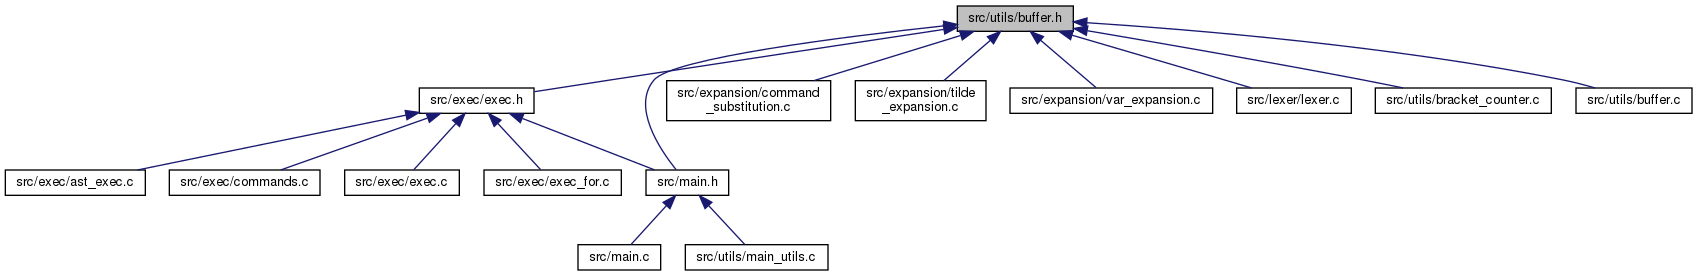 src/utils/buffer.h
src/exec/exec.h
src/expansion/command
_substitution.c
src/expansion/tilde
_expansion.c
src/expansion/var_expansion.c
src/lexer/lexer.c
src/utils/bracket_counter.c
src/utils/buffer.c
src/exec/ast_exec.c
src/exec/commands.c
src/exec/exec.c
src/exec/exec_for.c
src/main.h
src/main.c
src/utils/main_utils.c